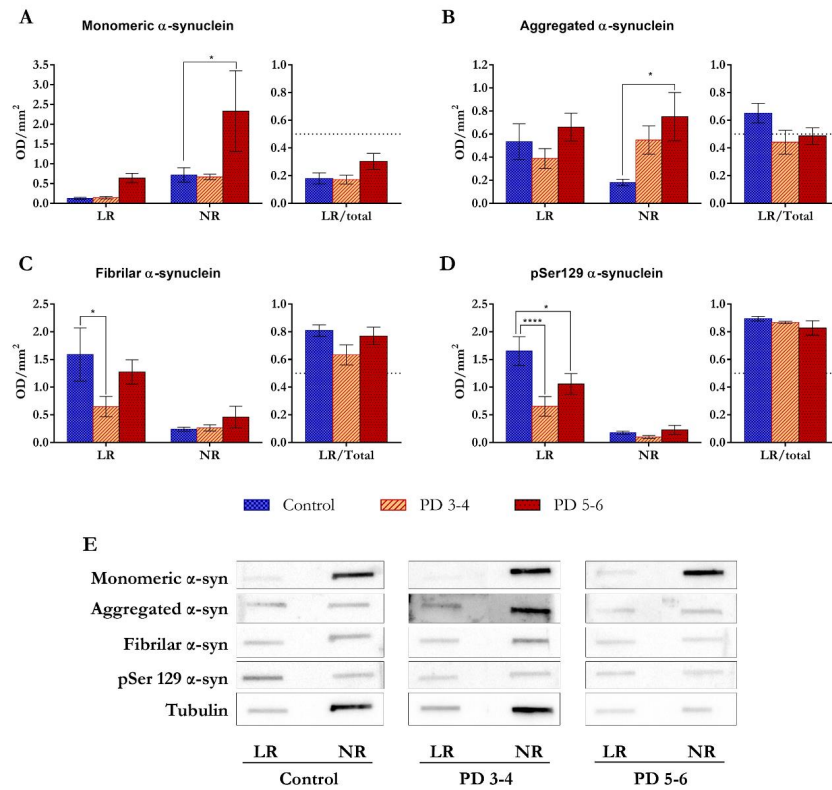 A
Monomeric α-synuclein
*
OD/mm²
3.5
3.0
2.5
2.0
1.5
1.0
0.5
0.0
LR NR
1.0
0.8
0.6
0.4
0.2
0.0
LR/total
B
Aggregated α-synuclein
*
OD/mm²
1.2
1.0
0.8
0.6
0.4
0.2
0.0
LR NR
1.0
0.8
0.6
0.4
0.2
0.0
LR/Total
C
Fibrilar α-synuclein
*
OD/mm²
2.5
2.0
1.5
1.0
0.5
0.0
LR NR
1.0
0.8
0.6
0.4
0.2
0.0
LR/Total
D
pSer129 α-synuclein
*
****
OD/mm²
2.5
2.0
1.5
1.0
0.5
0.0
LR NR
1.0
0.8
0.6
0.4
0.2
0.0
LR/total
Control PD 3-4 PD 5-6
E
Monomeric α-syn
Aggregated α-syn
Fibrilar α-syn
pSer 129 α-syn
Tubulin
LR NR LR NR LR NR
Control PD 3-4 PD 5-6